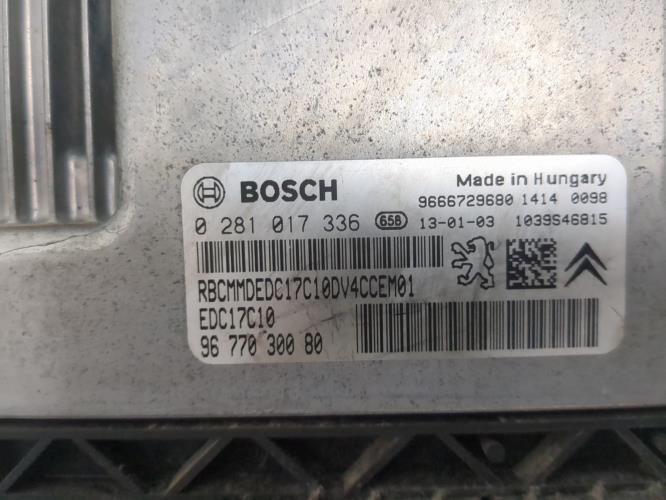 BOSCH
Made in Hungary
9666729680 1414 0098
0 281 017 336 658 13-01-03 1039S46815
RBCMMDEDC17C10DV4CCEM01
EDC17C10
96 770 300 80